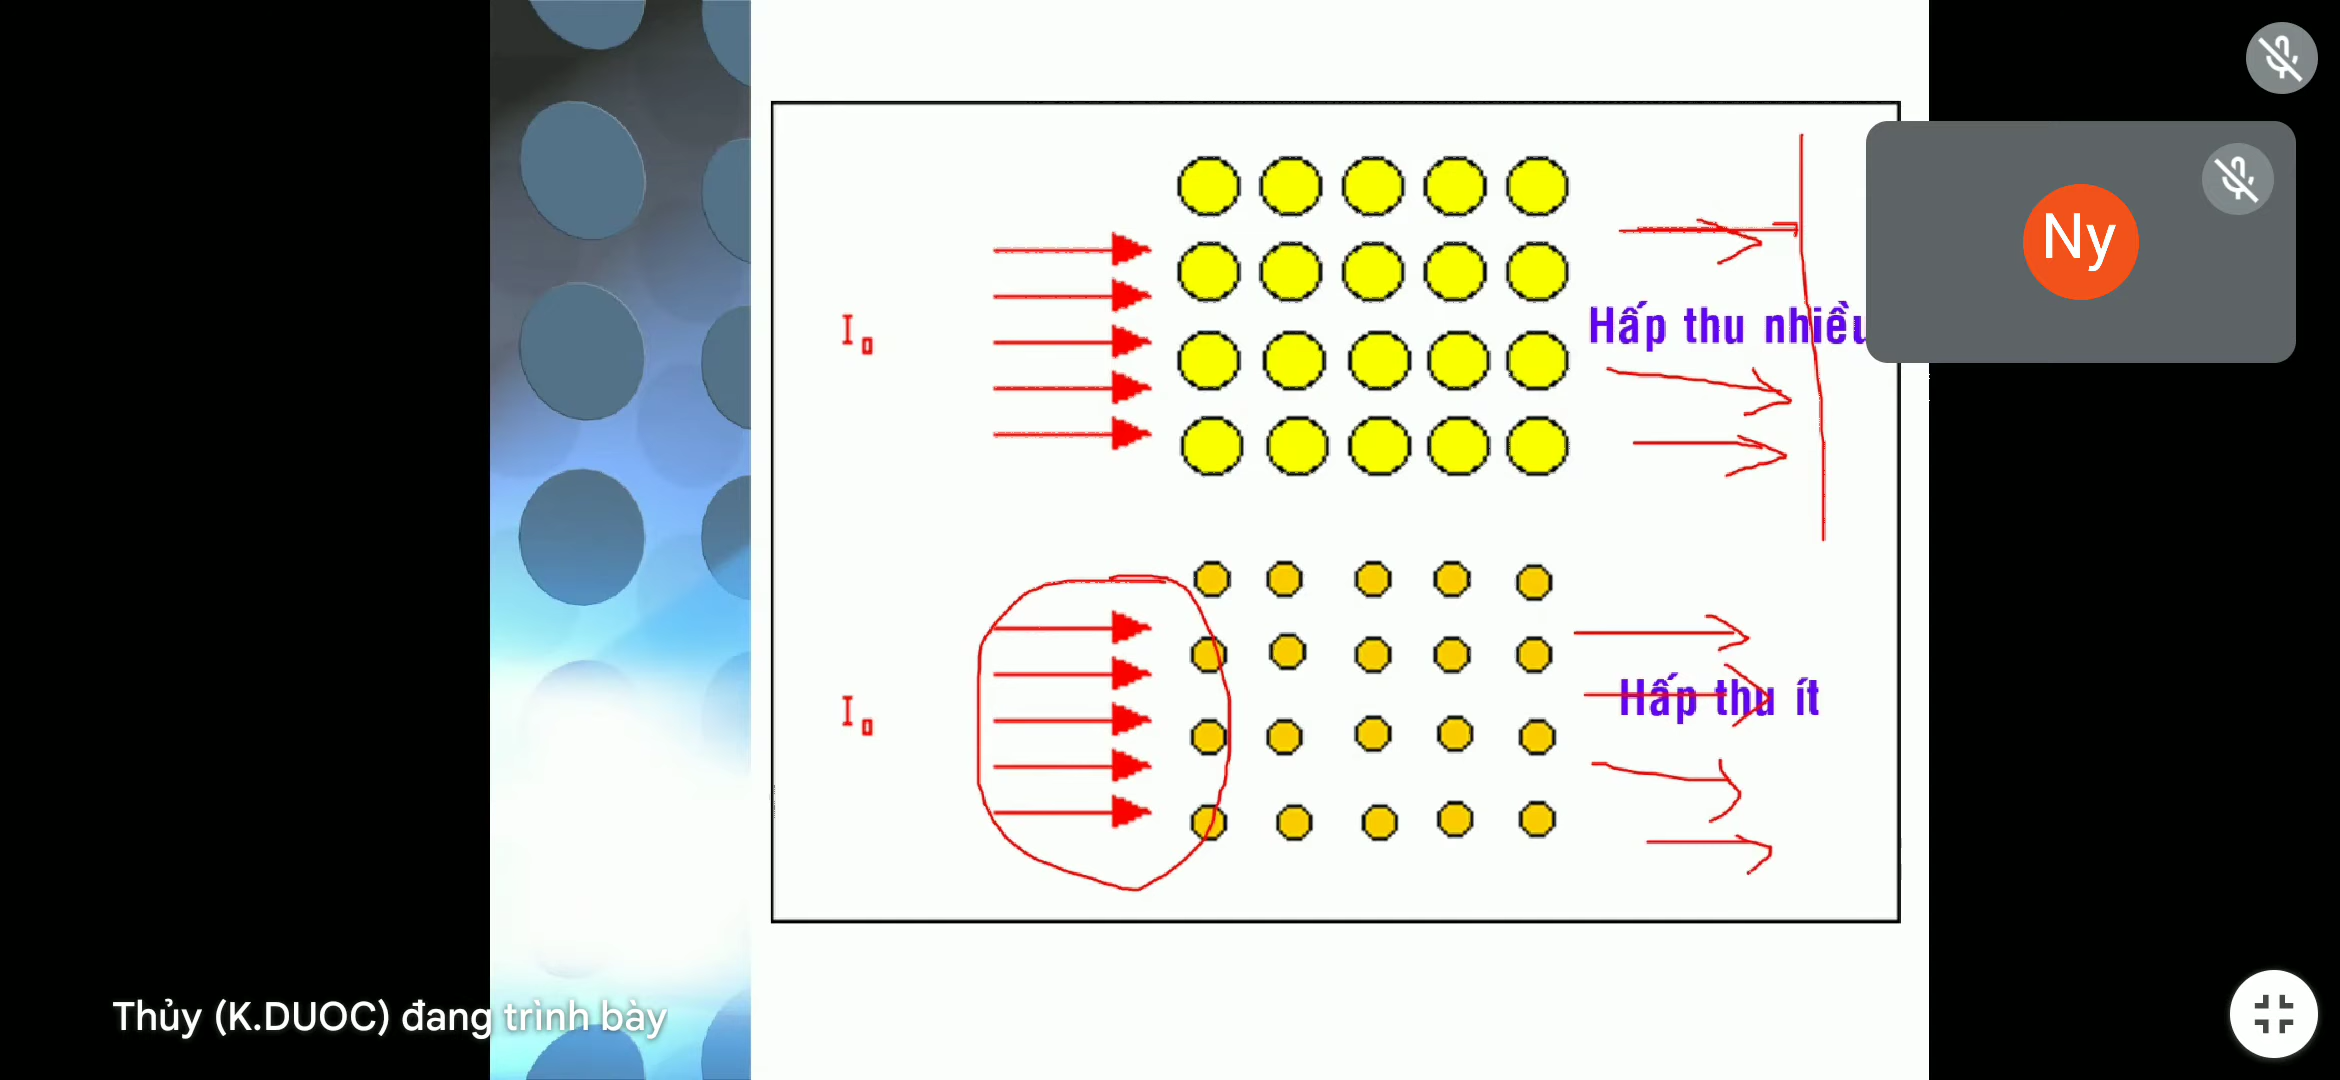 Ny
I₀
Hấp thu nhiều
I₀
Hấp thu ít
Thủy (K.DUOC) đang trình bày